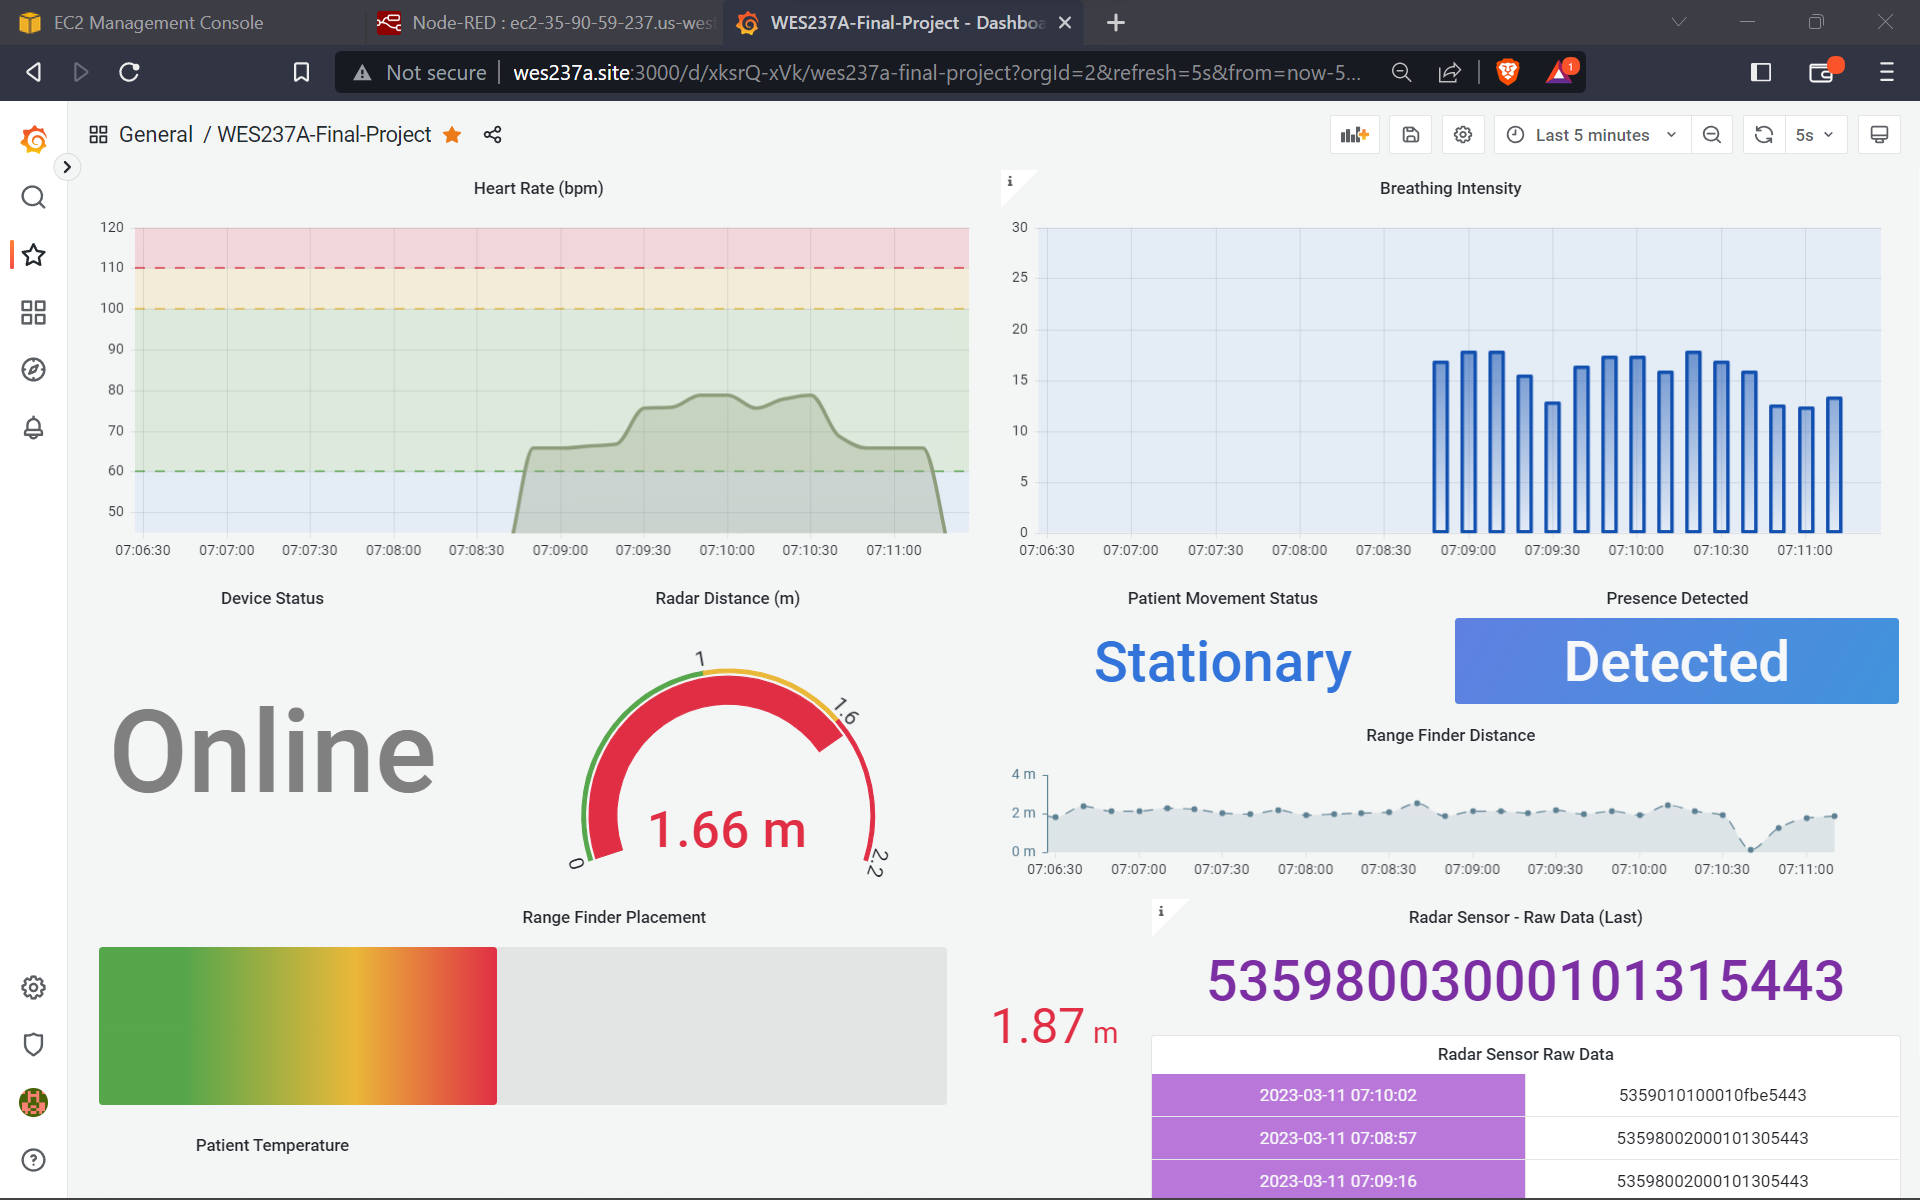 EC2 Management Console
Node-RED : ec2-35-90-59-237.us-west
WES237A-Final-Project - Dashboa
Not secure
wes237a.site:3000/d/xksrQ-xVk/wes237a-final-project?orgId=2&refresh=5s&from=now-5...
1
General / WES237A-Final-Project
Last 5 minutes
5s
Heart Rate (bpm)
120
110
100
90
80
70
60
50
07:06:30 07:07:00 07:07:30 07:08:00 07:08:30 07:09:00 07:09:30 07:10:00 07:10:30 07:11:00
i
Breathing Intensity
30
25
20
15
10
5
0
07:06:30 07:07:00 07:07:30 07:08:00 07:08:30 07:09:00 07:09:30 07:10:00 07:10:30 07:11:00
Device Status
Online
Radar Distance (m)
0
1
1.6
2.2
1.66 m
Patient Movement Status
Stationary
Presence Detected
Detected
Range Finder Distance
4 m
2 m
0 m
07:06:30 07:07:00 07:07:30 07:08:00 07:08:30 07:09:00 07:09:30 07:10:00 07:10:30 07:11:00
Range Finder Placement
1.87 m
i
Radar Sensor - Raw Data (Last)
53598003000101315443
Radar Sensor Raw Data
2023-03-11 07:10:02 5359010100010fbe5443
2023-03-11 07:08:57 53598002000101305443
2023-03-11 07:09:16 53598002000101305443
Patient Temperature